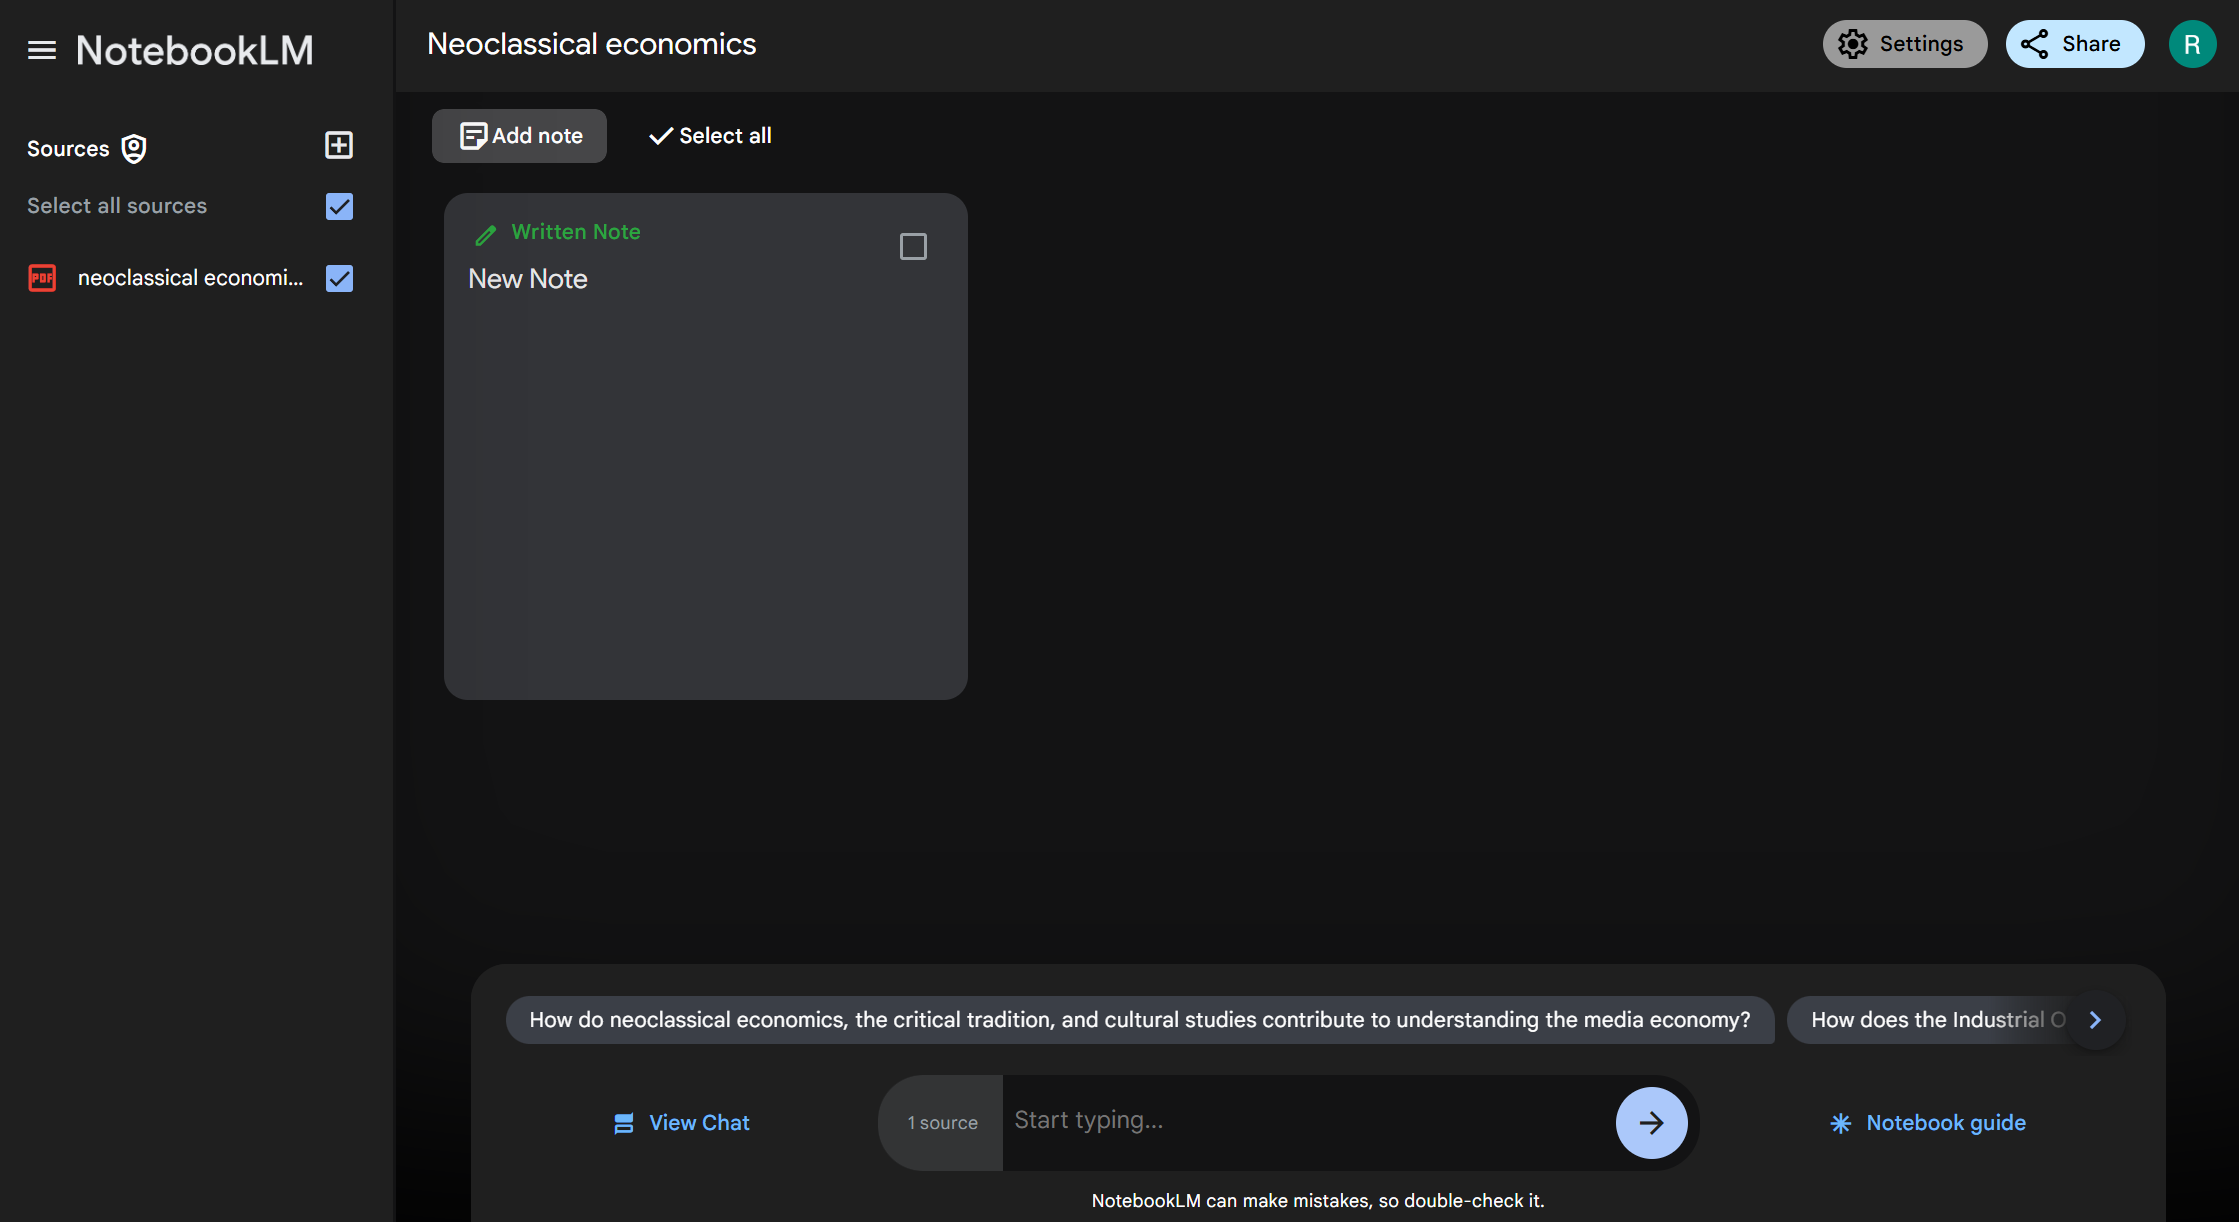 NotebookLM
Neoclassical economics
Settings
Share
R
Sources
Select all sources
PDF
neoclassical economi...
Add note
Select all
Written Note
New Note
How do neoclassical economics, the critical tradition, and cultural studies contribute to understanding the media economy?
How does the Industrial O
View Chat
1 source
Start typing...
Notebook guide
NotebookLM can make mistakes, so double-check it.